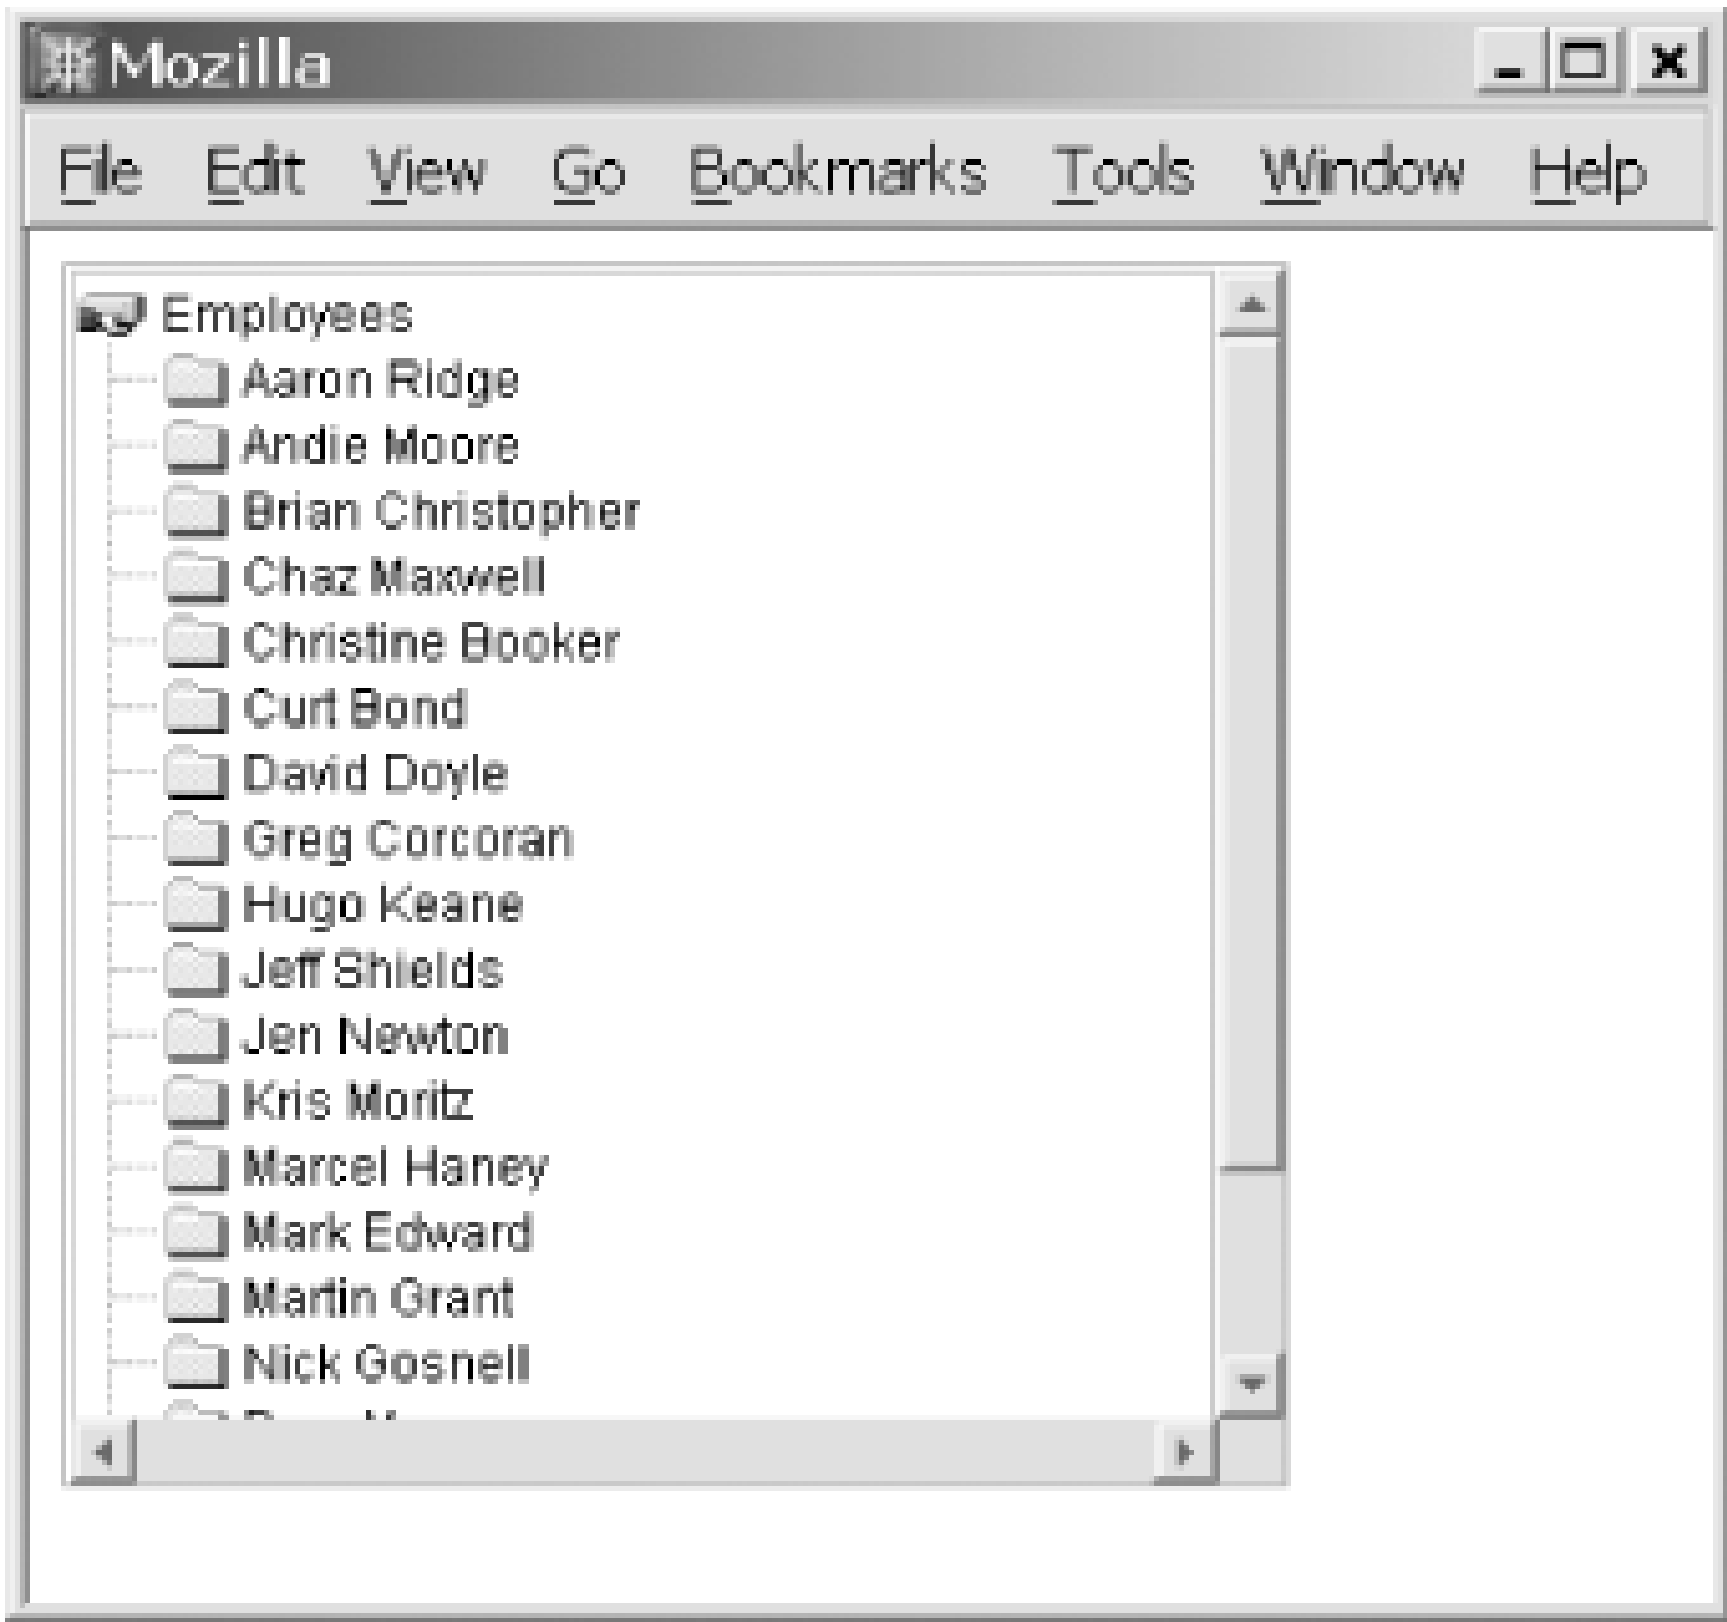 Mozilla
File Edit View Go Bookmarks Tools Window Help
Employees
Aaron Ridge
Andie Moore
Brian Christopher
Chaz Maxwell
Christine Booker
Curt Bond
David Doyle
Greg Corcoran
Hugo Keane
Jeff Shields
Jen Newton
Kris Moritz
Marcel Haney
Mark Edward
Martin Grant
Nick Gosnell